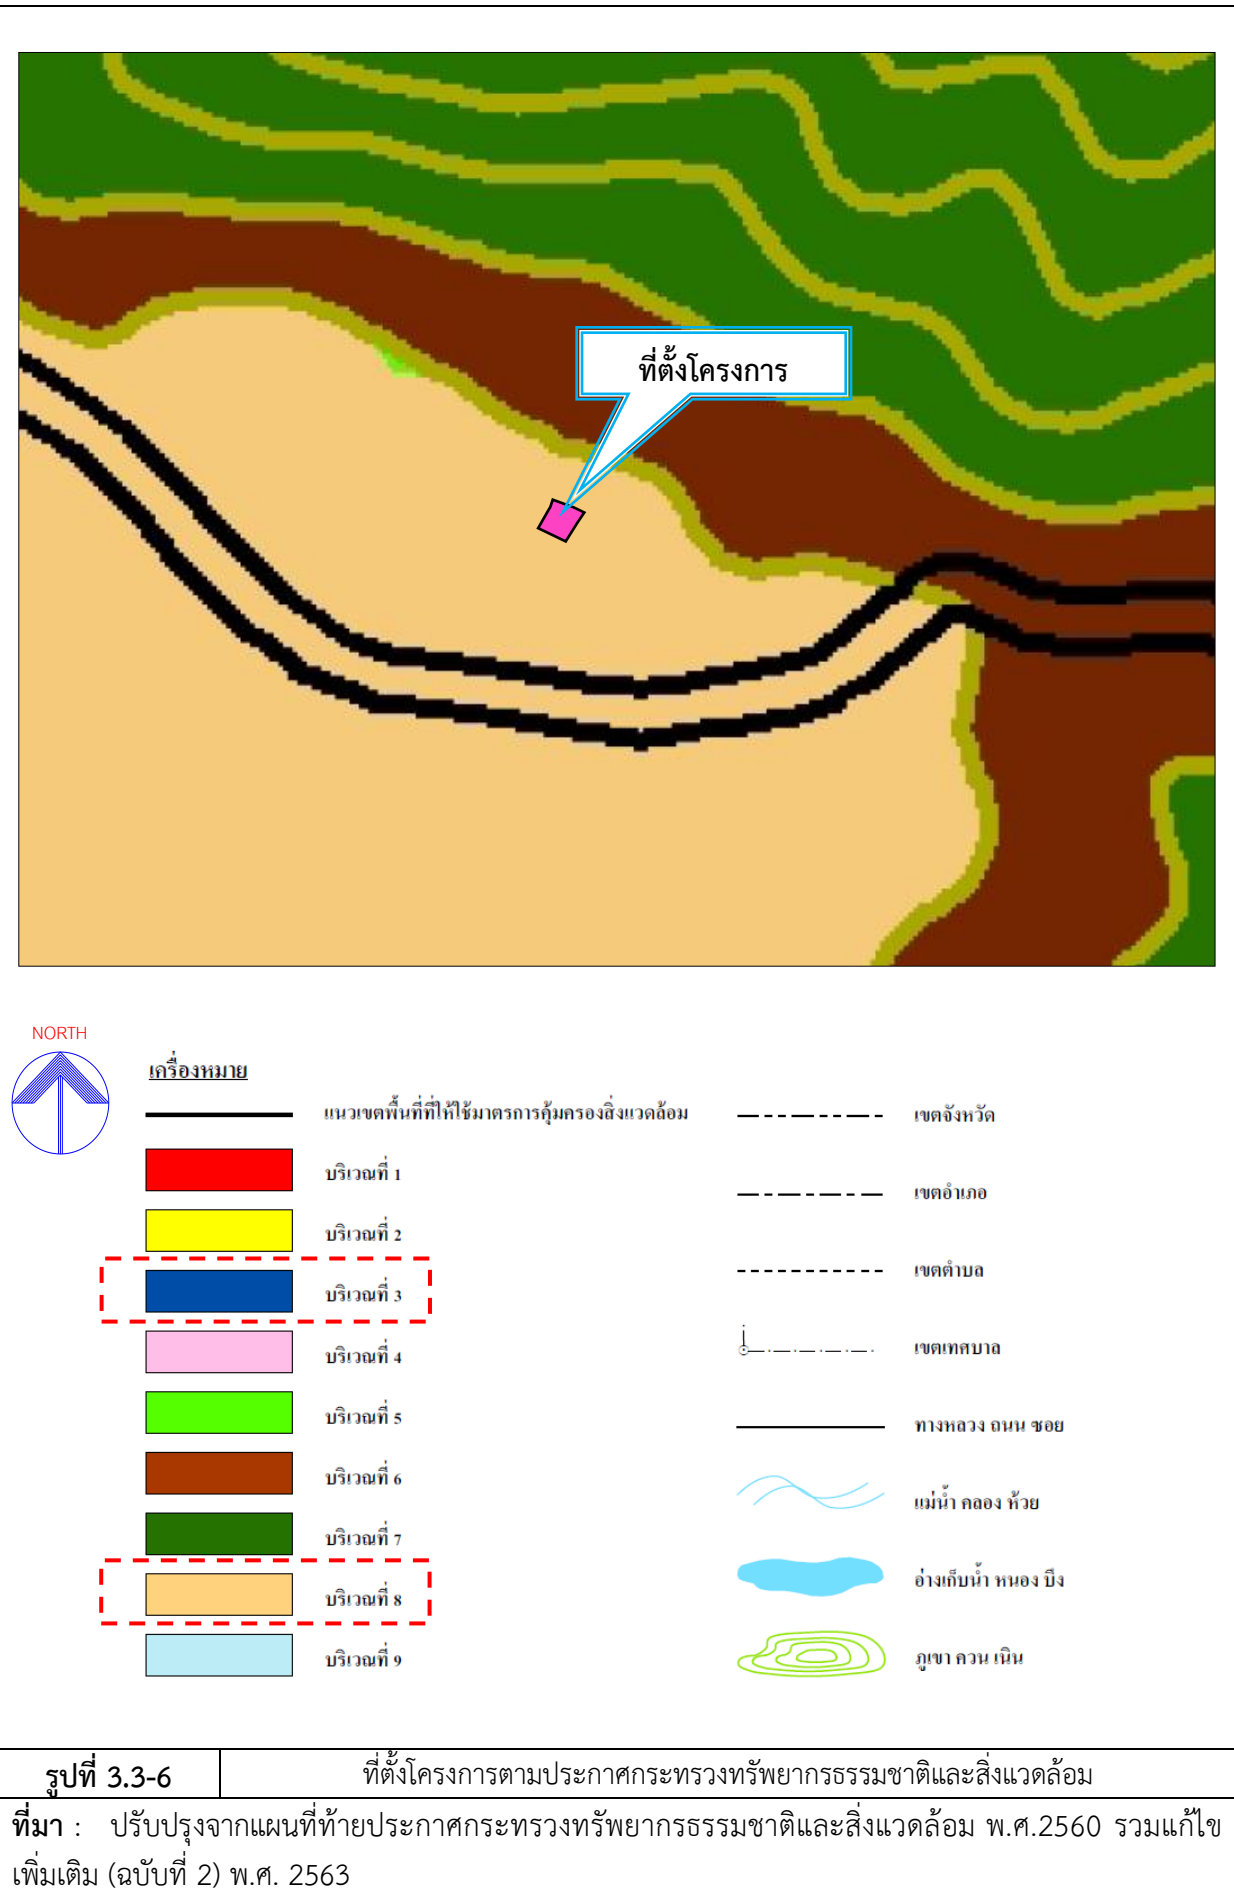 ที่ตั้งโครงการ
NORTH
เครื่องหมาย
แนวเขตพื้นที่ที่ให้ใช้มาตรการคุ้มครองสิ่งแวดล้อม
บริเวณที่ 1
บริเวณที่ 2
บริเวณที่ 3
บริเวณที่ 4
บริเวณที่ 5
บริเวณที่ 6
บริเวณที่ 7
บริเวณที่ 8
บริเวณที่ 9
เขตจังหวัด
เขตอำเภอ
เขตตำบล
เขตเทศบาล
ทางหลวง ถนน ซอย
แม่น้ำ คลอง ห้วย
อ่างเก็บน้ำ หนอง บึง
ภูเขา ควน เนิน
รูปที่ 3.3-6 ที่ตั้งโครงการตามประกาศกระทรวงทรัพยากรธรรมชาติและสิ่งแวดล้อม
ที่มา : ปรับปรุงจากแผนที่ท้ายประกาศกระทรวงทรัพยากรธรรมชาติและสิ่งแวดล้อม พ.ศ.2560 รวมแก้ไข
เพิ่มเติม (ฉบับที่ 2) พ.ศ. 2563